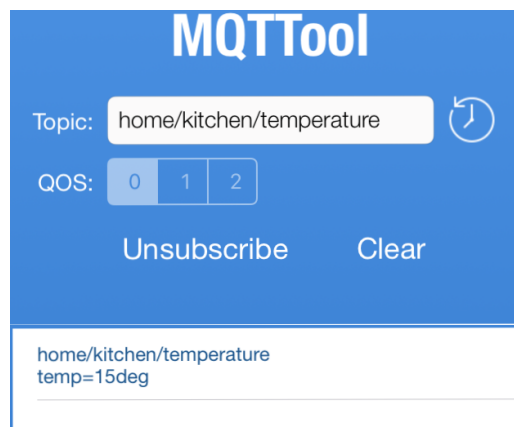 MQTTool
Topic: home/kitchen/temperature
QOS: 0 1 2
Unsubscribe Clear
home/kitchen/temperature
temp=15deg